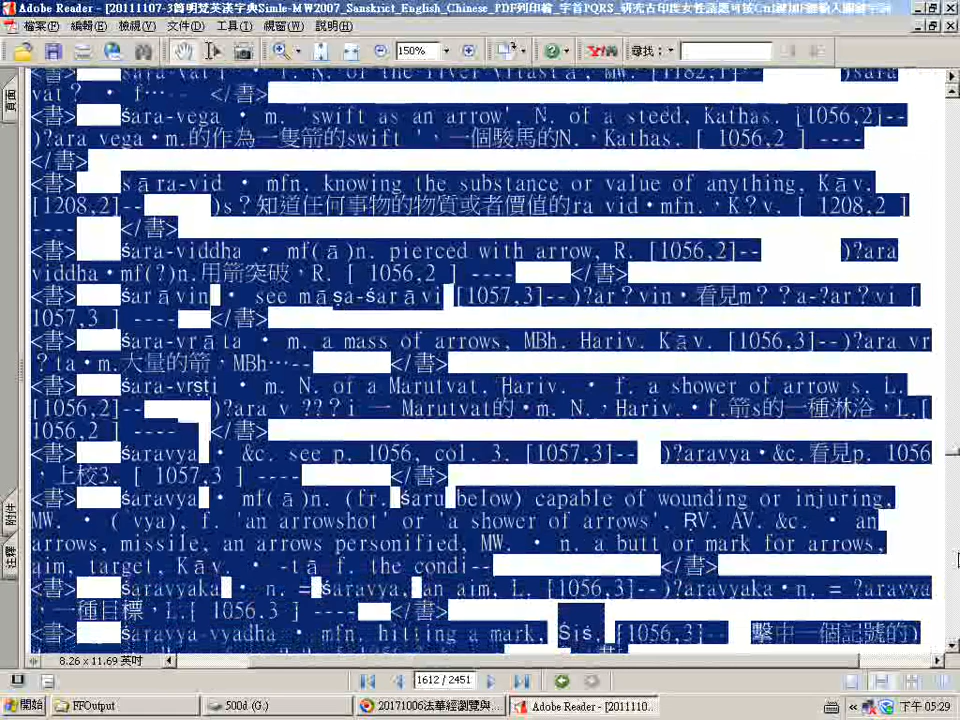 Adobe Reader - [20111107-3簡明梵英漢字典Simle-MW2007_Sanskrict_English_Chinese_PDF列印輸_字首PQRS_研究古印度女性議題可按Ctrl
檔案(F) 編輯(E) 檢視(V) 文件(D) 工具(T) 視窗(W) 說明(H)
150% 尋找：
頁面
<書> śara-vatī • f. N. of the river vitastā, MW. [1182,1]-- )śara
vat？ • f…-- </書>
<書> śara-vega • m. 'swift as an arrow', N. of a steed, Kathas. [1056,2]--
)?ara vega•m.的作為一隻箭的swift '，一個駿馬的N.，Kathas. [ 1056,2 ] ----
</書>
<書> sāra-vid • mfn. knowing the substance or value of anything, Kāv.
[1208,2]-- )s？知道任何事物的物質或者價值的ra vid•mfn.，K？v. [ 1208,2 ]
---- </書>
<書> śara-viddha • mf(ā)n. pierced with arrow, R. [1056,2]-- )?ara
viddha•mf(?)n.用箭突破，R. [ 1056,2 ] ---- </書>
<書> śarāvin • see māṣa-śarāvi [1057,3]--)?ar？vin•看見m？？a-?ar？vi [
1057,3 ] ---- </書>
<書> śara-vrāta • m. a mass of arrows, MBh. Hariv. Kāv. [1056,3]--)?ara vr
？ta•m.大量的箭，MBh…-- </書>
<書> śara-vṛṣṭi • m. N. of a Marutvat, Hariv. • f. a shower of arrow s, L.
[1056,2]-- )?ara v ???i 一 Marutvat的•m. N.，Hariv.•f.箭s的一種淋浴，L.[
1056,2 ] ---- </書>
<書> śaravya • &c. see p. 1056, col. 3. [1057,3]-- )?aravya•&c.看見p. 1056
，上校3. [ 1057,3 ] ---- </書>
<書> śaravya • mf(ā)n. (fr. śaru below) capable of wounding or injuring,
MW. • ( vya), f. 'an arrowshot' or 'a shower of arrows', RV. AV. &c. • an
arrows, missile, an arrows personified, MW. • n. a butt or mark for arrows,
aim, target, Kāv. • -tā f. the condi-- </書>
<書> śaravyaka • n. = śaravya, an aim, L. [1056,3]--)?aravyaka•n. = ?aravya
，一種目標，L.[ 1056.3 ] ---- </書>
<書> śaravya-vyadha • mfn. hitting a mark, Śiś. [1056,3]-- 擊中一個記號的)
附件
註釋
8.26 x 11.69 英吋
1612 / 2451
開始 FFOutput 500d (G:) 20171006法華經瀏覽與... Adobe Reader - [2011110... 下午 05:29